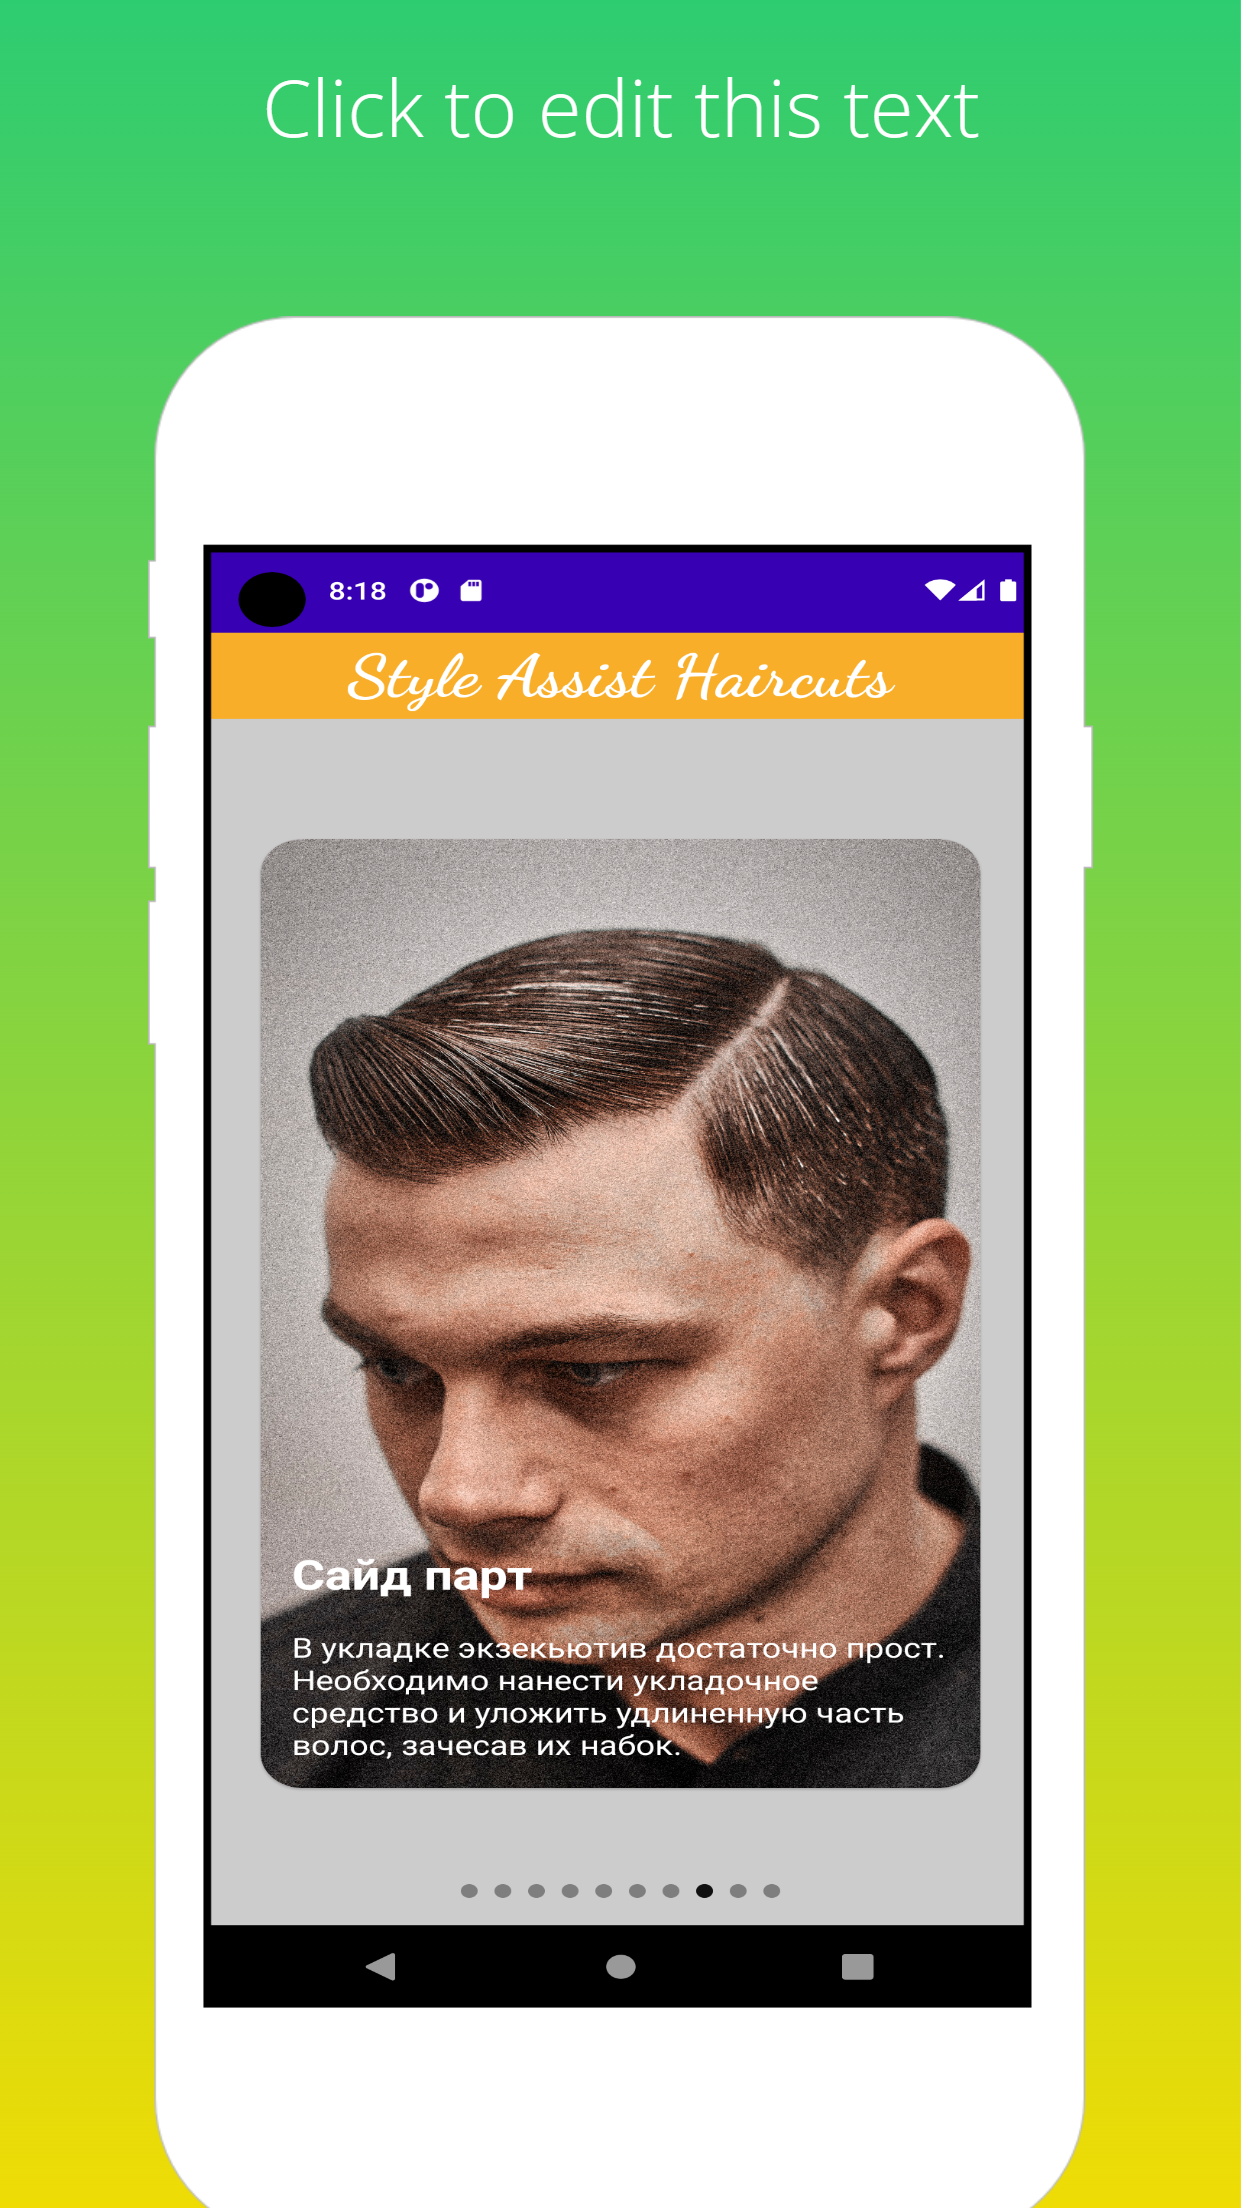 Click to edit this text
8:18
Style Assist Haircuts
Сайд парт
В укладке экзекьютив достаточно прост.
Необходимо нанести укладочное
средство и уложить удлиненную часть
волос, зачесав их набок.